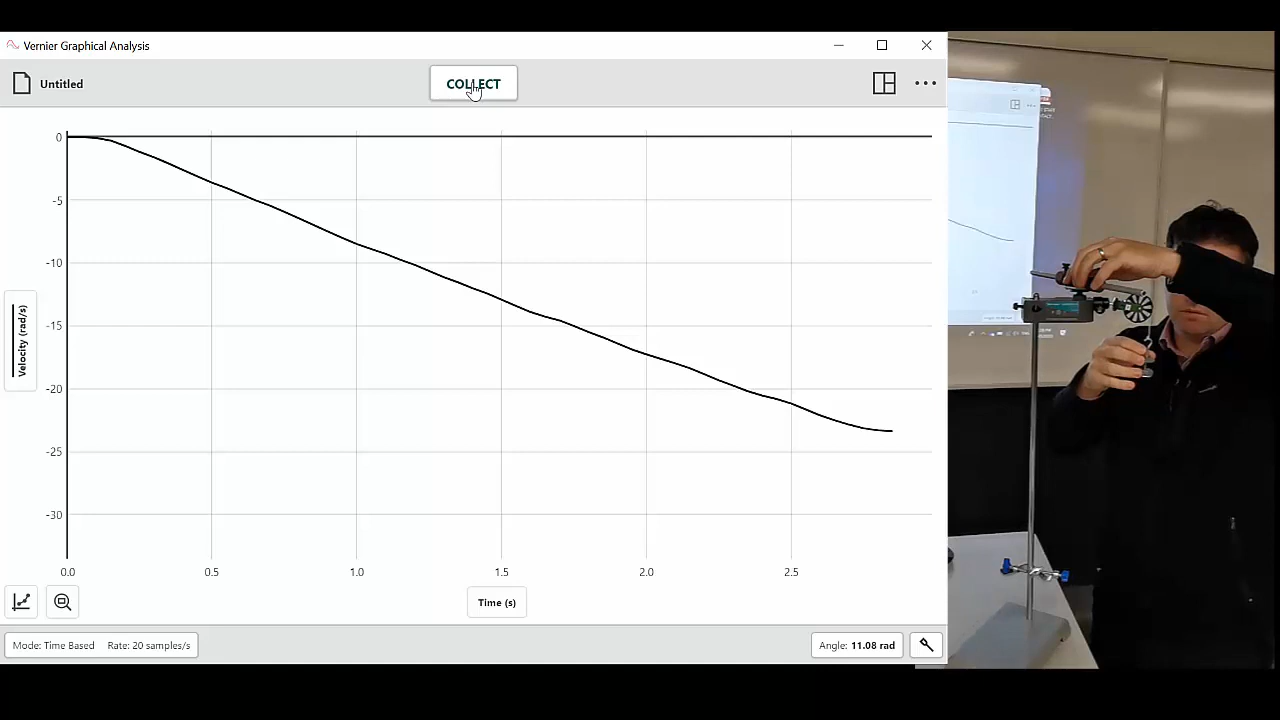 Vernier Graphical Analysis
Untitled
COLLECT
0
-5
-10
-15
-20
-25
-30
Velocity (rad/s)
0.0 0.5 1.0 1.5 2.0 2.5
Time (s)
Mode: Time Based Rate: 20 samples/s
Angle: 11.08 rad